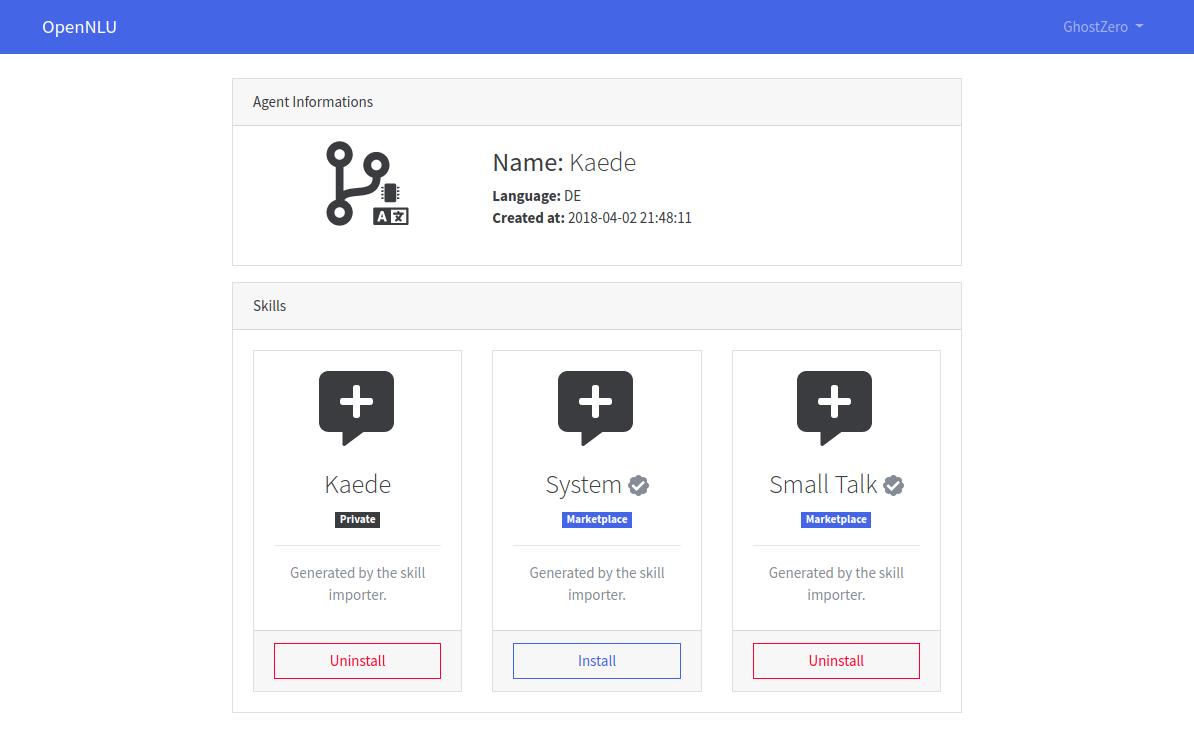 OpenNLU
GhostZero
Agent Informations
A 文
Name: Kaede
Language: DE
Created at: 2018-04-02 21:48:11
Skills
Kaede
Private
Generated by the skill
importer.
Uninstall
System
Marketplace
Generated by the skill
importer.
Install
Small Talk
Marketplace
Generated by the skill
importer.
Uninstall